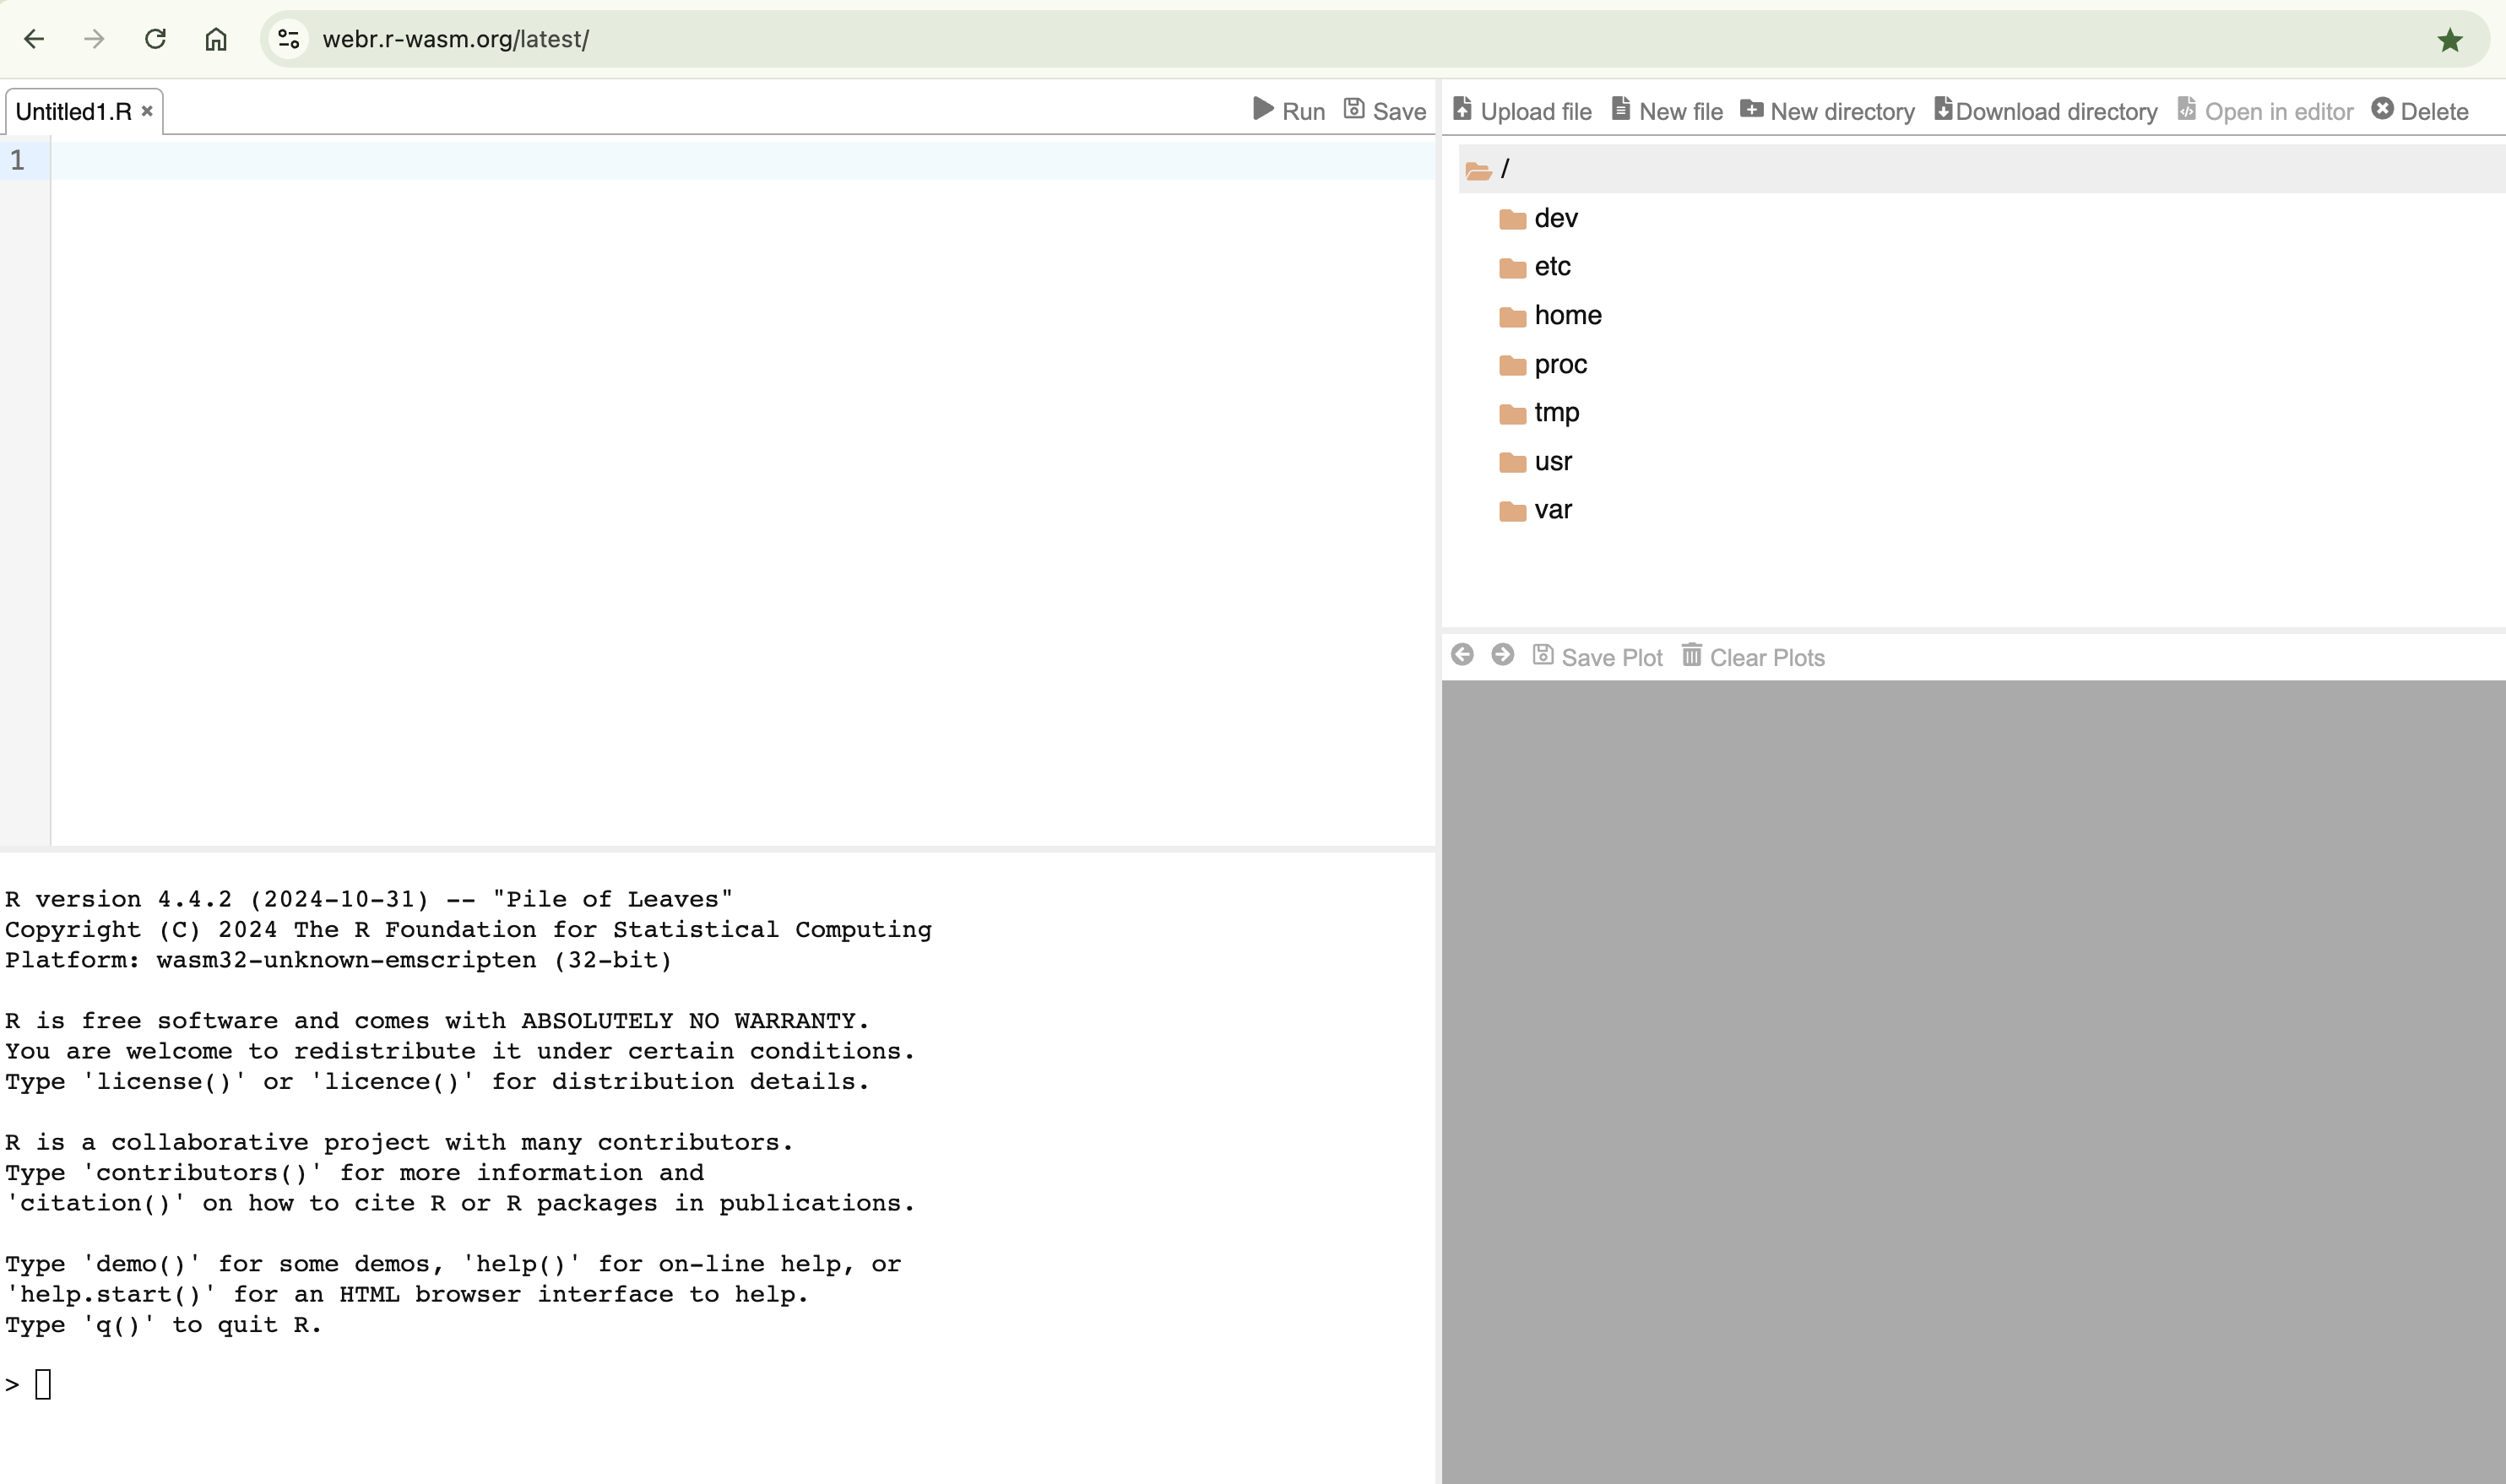 webr.r-wasm.org/latest/
Untitled1.R × Run Save
1
Upload file New file New directory Download directory Open in editor Delete
/
dev
etc
home
proc
tmp
usr
var
Save Plot Clear Plots
R version 4.4.2 (2024-10-31) -- "Pile of Leaves"
Copyright (C) 2024 The R Foundation for Statistical Computing
Platform: wasm32-unknown-emscripten (32-bit)
R is free software and comes with ABSOLUTELY NO WARRANTY.
You are welcome to redistribute it under certain conditions.
Type 'license()' or 'licence()' for distribution details.
R is a collaborative project with many contributors.
Type 'contributors()' for more information and
'citation()' on how to cite R or R packages in publications.
Type 'demo()' for some demos, 'help()' for on-line help, or
'help.start()' for an HTML browser interface to help.
Type 'q()' to quit R.
>